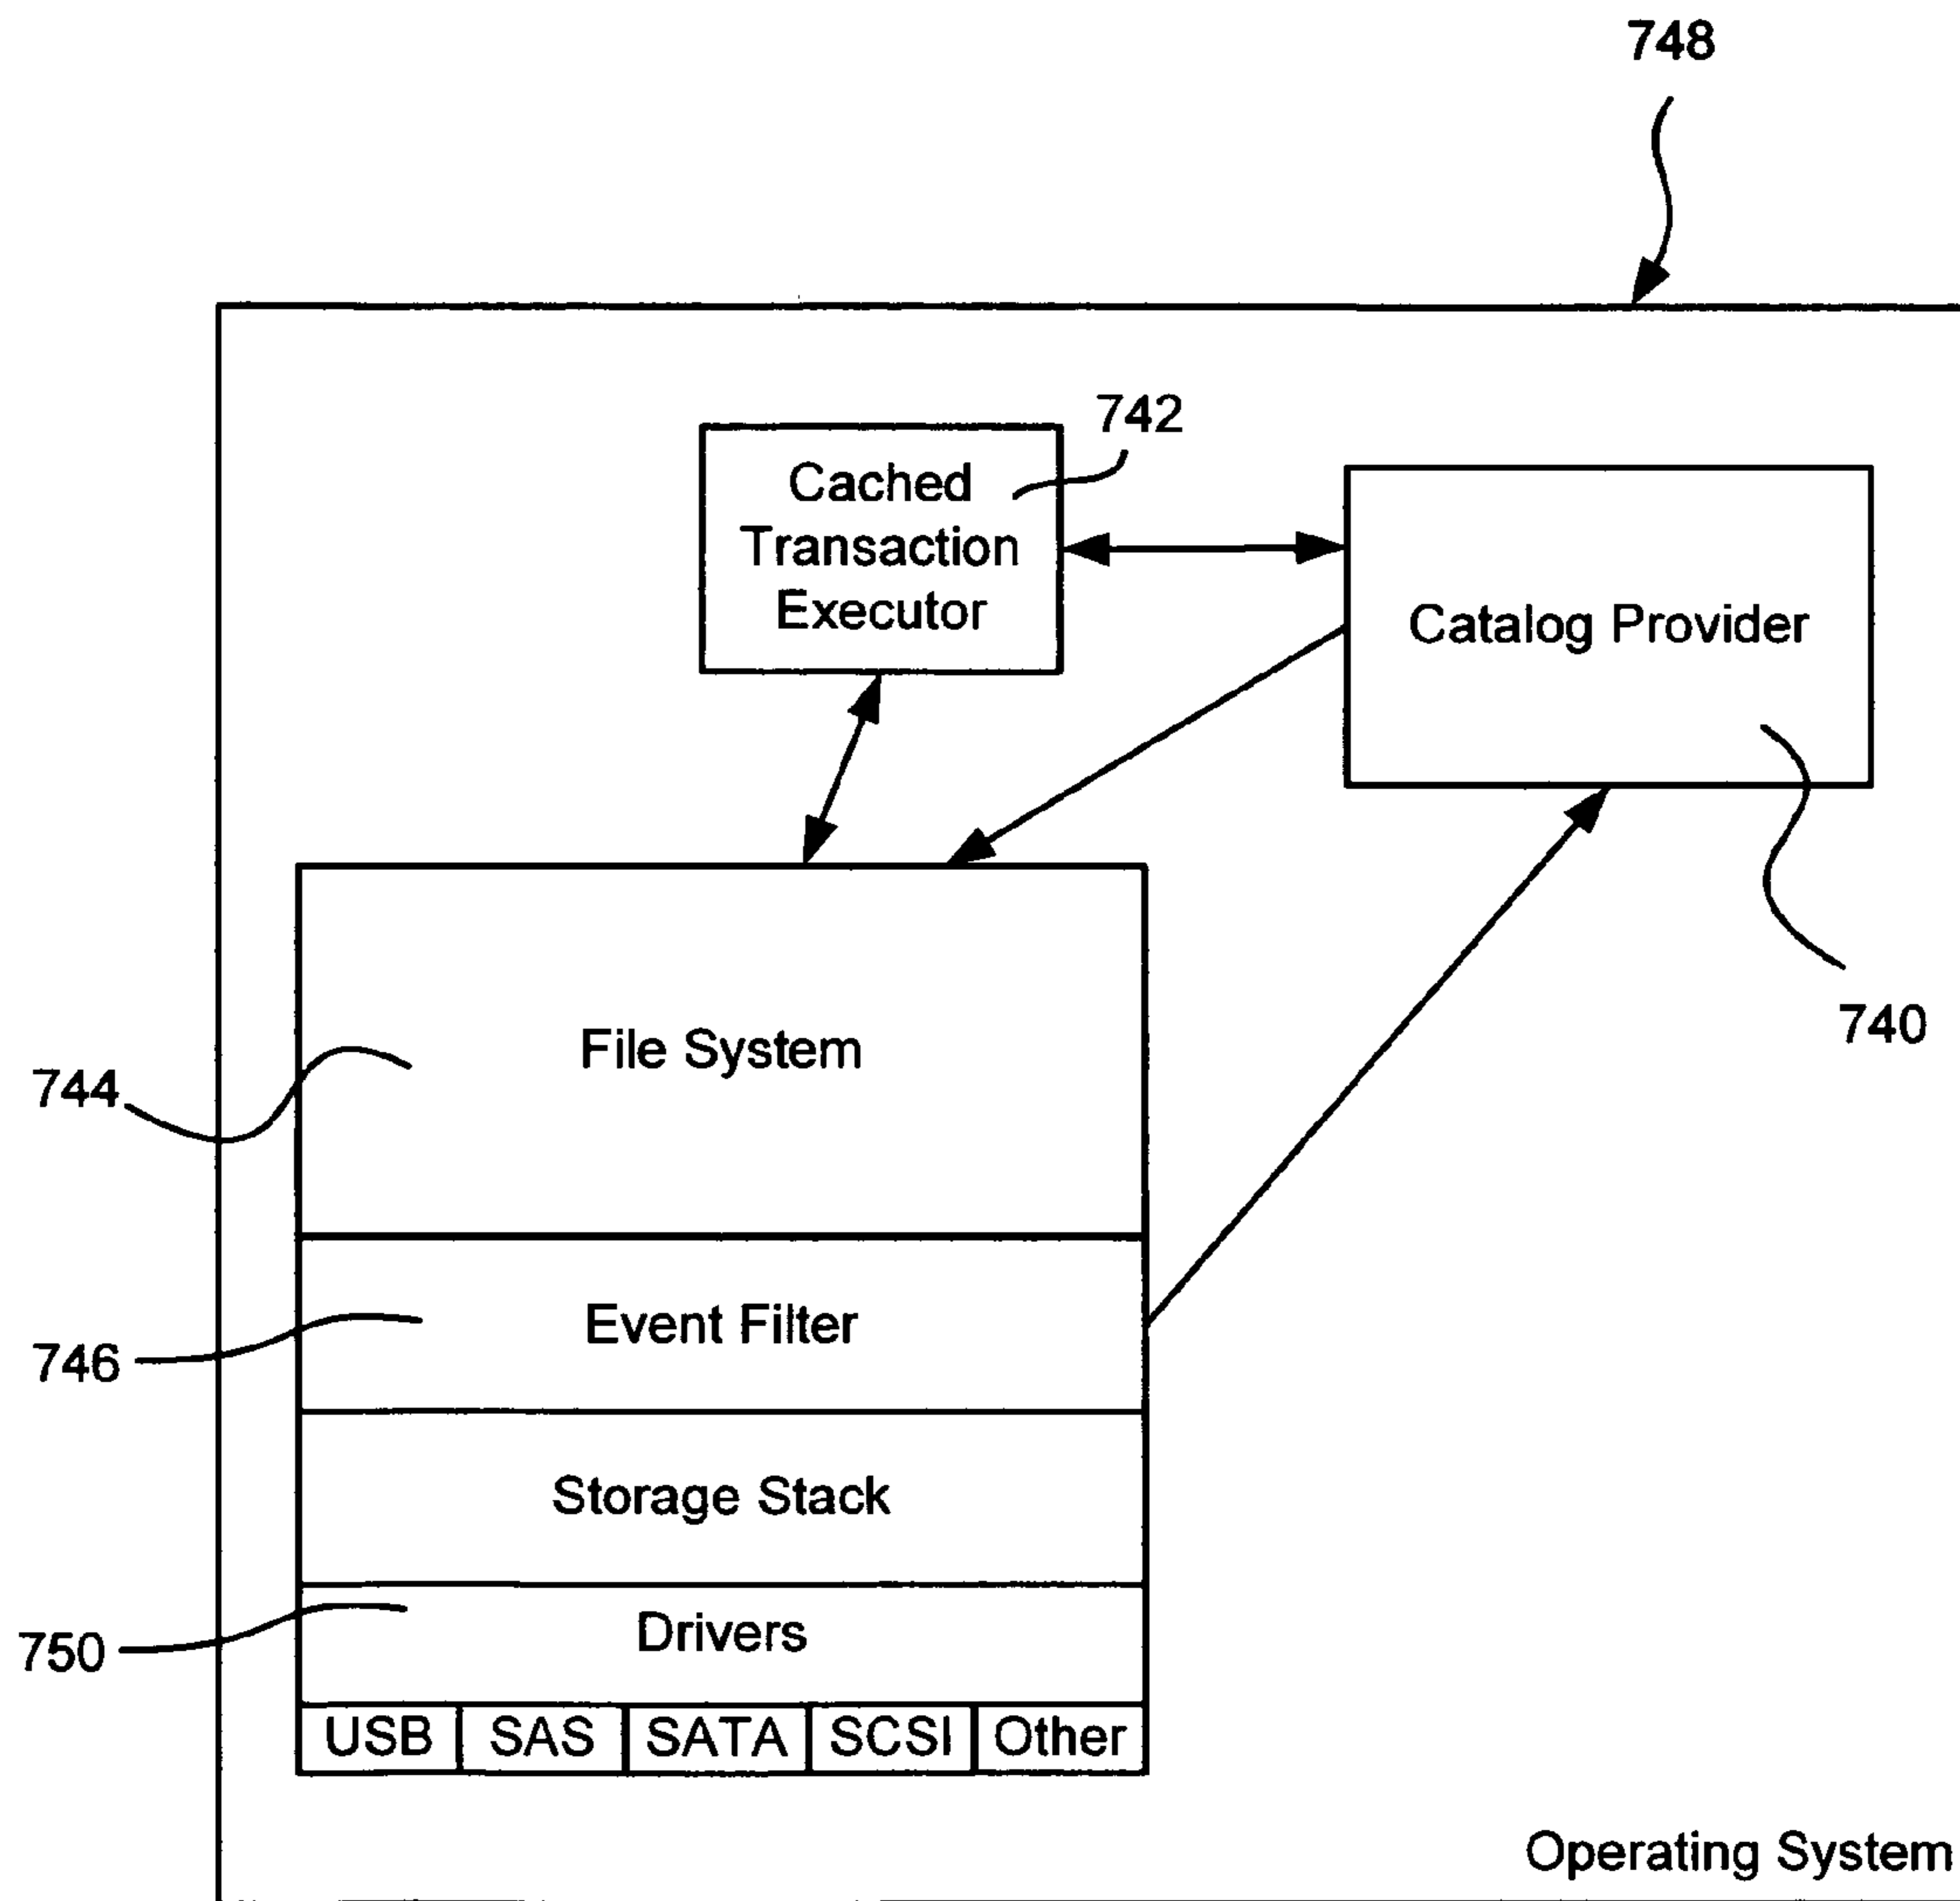 748
742
Cached
Transaction
Executor
Catalog Provider
740
File System
744
Event Filter
746
Storage Stack
Drivers
750
USB SAS SATA SCSI Other
Operating System